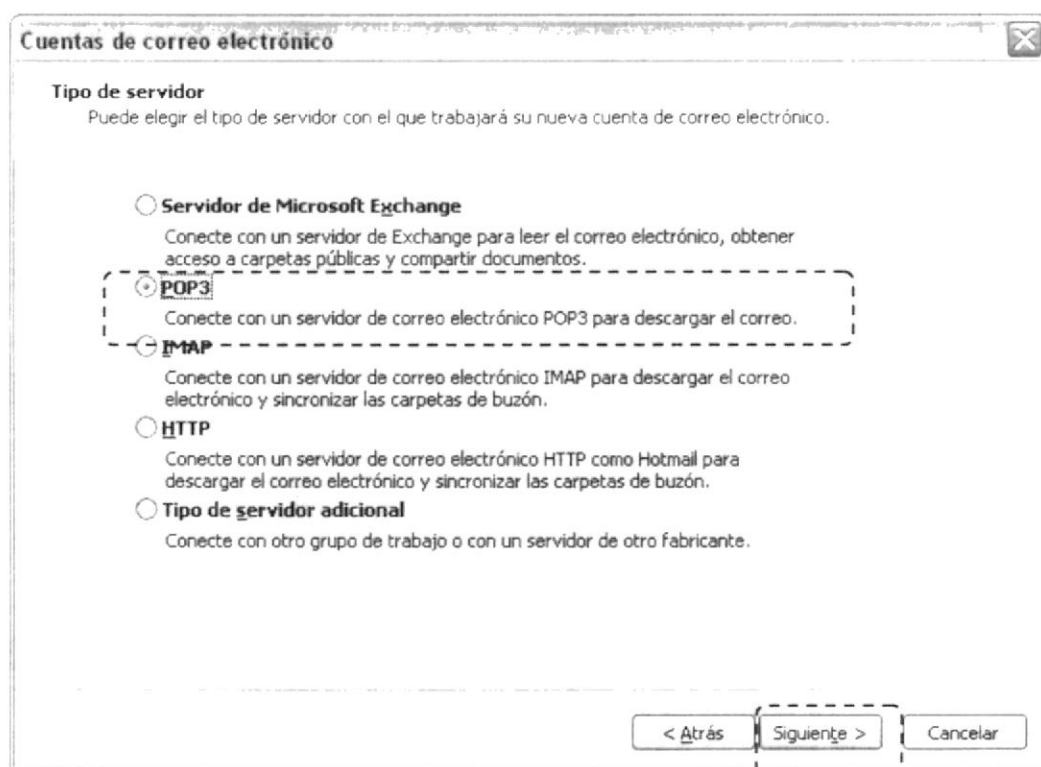 Cuentas de correo electrónico
Tipo de servidor
Puede elegir el tipo de servidor con el que trabajará su nueva cuenta de correo electrónico.
Servidor de Microsoft Exchange
Conecte con un servidor de Exchange para leer el correo electrónico, obtener
acceso a carpetas públicas y compartir documentos.
POP3
Conecte con un servidor de correo electrónico POP3 para descargar el correo.
IMAP
Conecte con un servidor de correo electrónico IMAP para descargar el correo
electrónico y sincronizar las carpetas de buzón.
HTTP
Conecte con un servidor de correo electrónico HTTP como Hotmail para
descargar el correo electrónico y sincronizar las carpetas de buzón.
Tipo de servidor adicional
Conecte con otro grupo de trabajo o con un servidor de otro fabricante.
< Atrás
Siguiente >
Cancelar